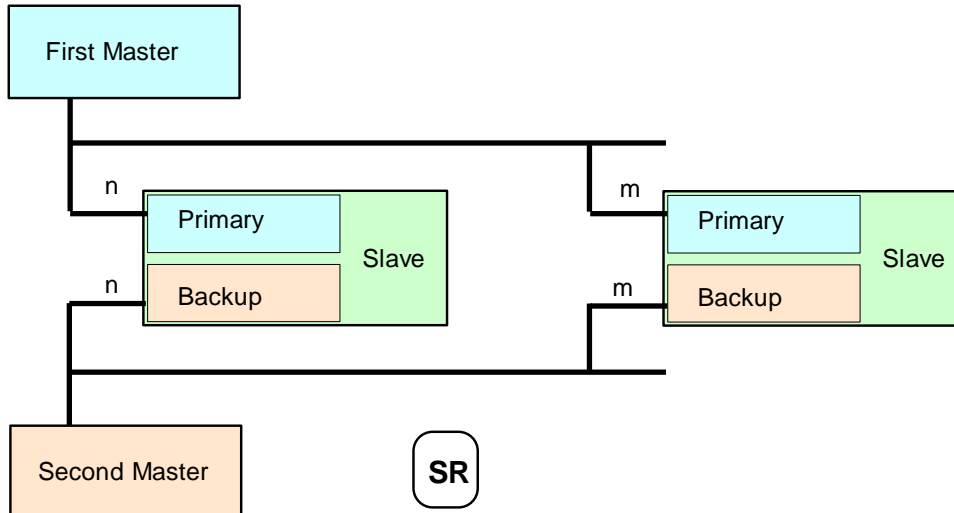 First Master
n
m
Primary
Slave
Primary
Slave
n
m
Backup
Backup
Second Master
SR